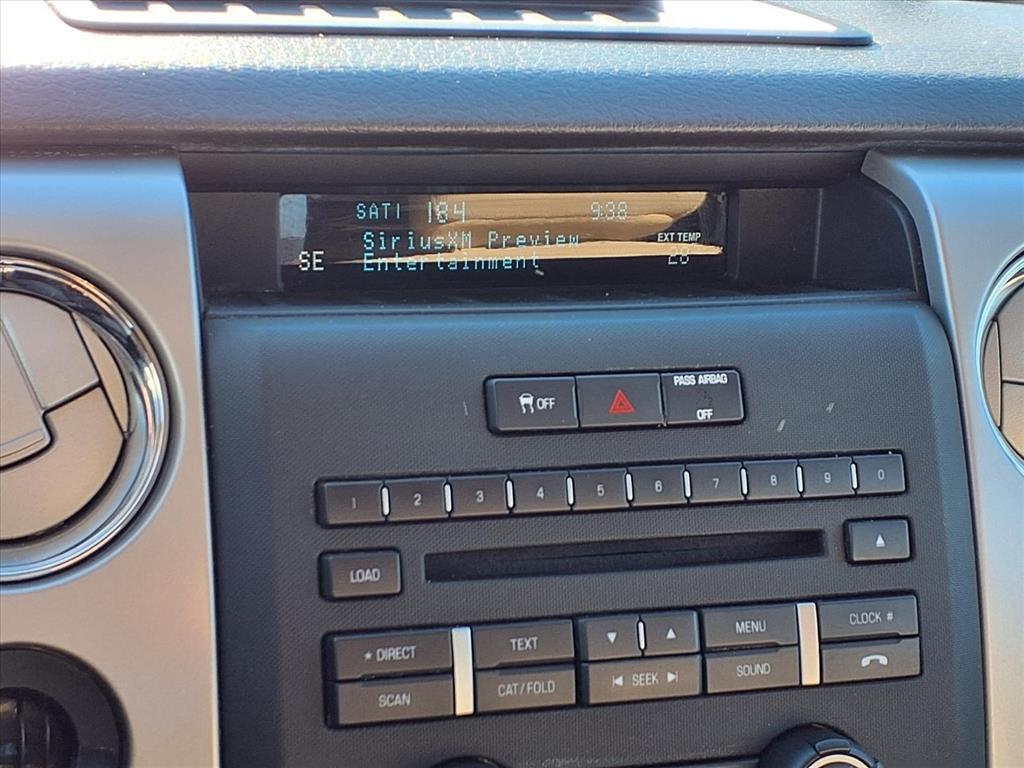 SAT1 184 9:38
SiriusXM Preview EXT TEMP
SE Entertainment 28°
OFF PASS AIRBAG OFF
1 2 3 4 5 6 7 8 9 0
LOAD
* DIRECT TEXT MENU CLOCK #
SCAN CAT/FOLD SEEK SOUND